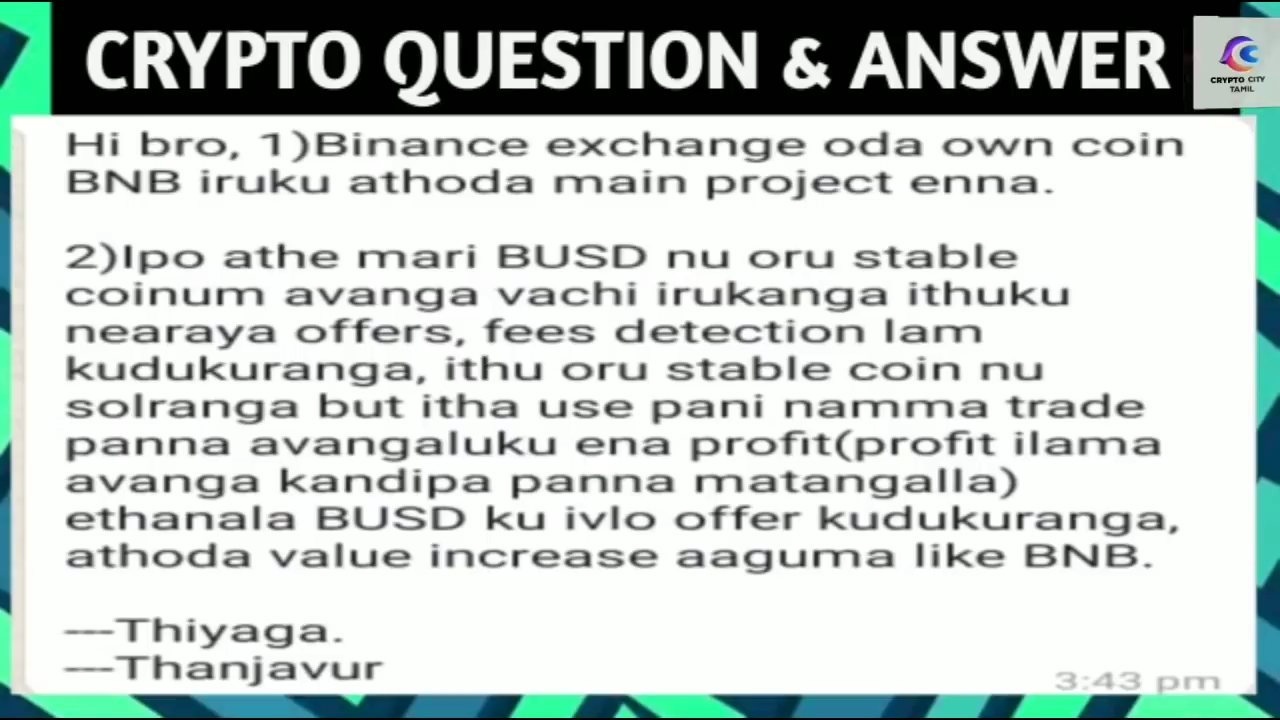 CRYPTO QUESTION & ANSWER
CRYPTO CITY
TAMIL
Hi bro, 1)Binance exchange oda own coin
BNB iruku athoda main project enna.
2)Ipo athe mari BUSD nu oru stable
coinum avanga vachi irukanga ithuku
nearaya offers, fees detection lam
kudukuranga, ithu oru stable coin nu
solranga but itha use pani namma trade
panna avangaluku ena profit(profit ilama
avanga kandipa panna matangalla)
ethanala BUSD ku ivlo offer kudukuranga,
athoda value increase aaguma like BNB.
---Thiyaga.
---Thanjavur
3:43 pm